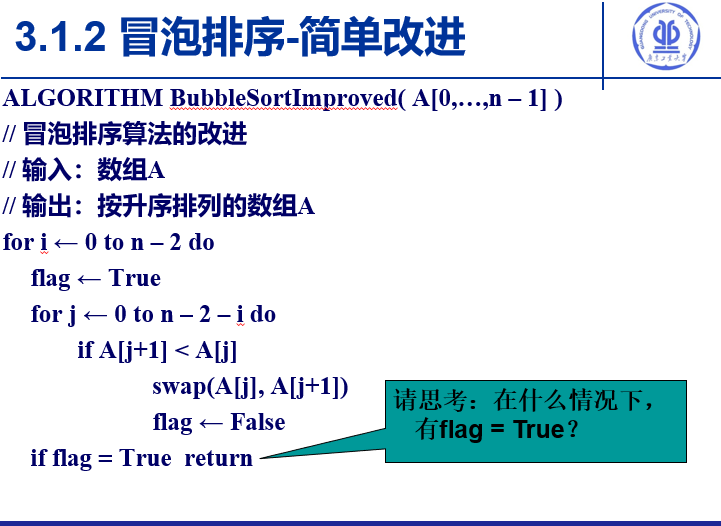 3.1.2 冒泡排序-简单改进
ALGORITHM BubbleSortImproved( A[0,…,n – 1] )
// 冒泡排序算法的改进
// 输入：数组A
// 输出：按升序排列的数组A
for i ← 0 to n – 2 do
flag ← True
for j ← 0 to n – 2 – i do
if A[j+1] < A[j]
swap(A[j], A[j+1])
flag ← False
if flag = True return
请思考：在什么情况下，
有flag = True？